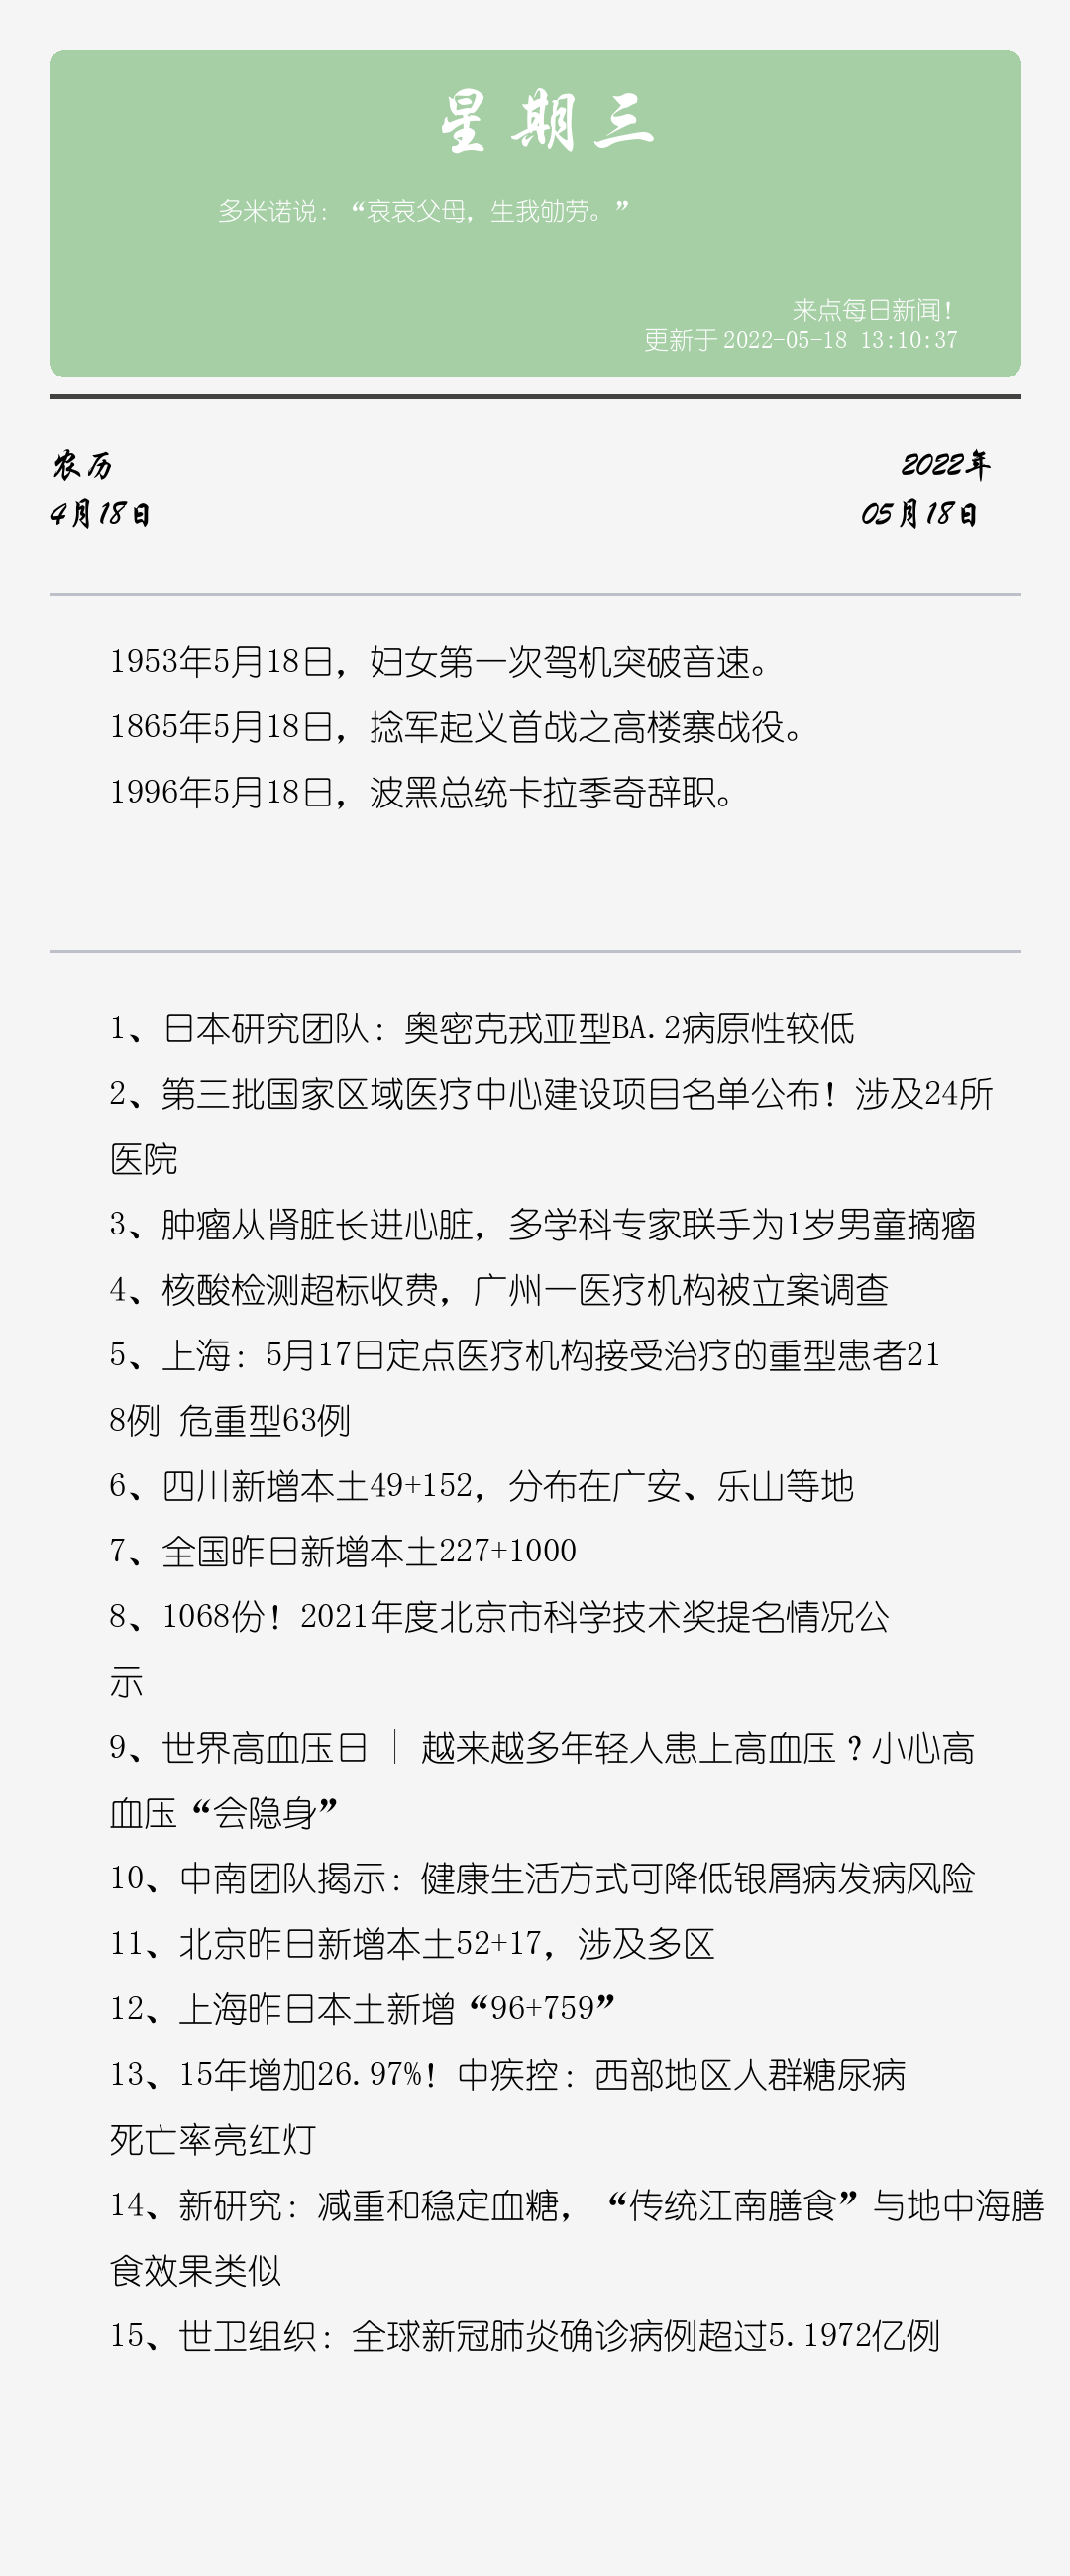 星期三
多米诺说：“哀哀父母，生我劬劳。”
来点每日新闻！
更新于 2022-05-18 13:10:37
农历
2022年
4月18日
05月18日
1953年5月18日，妇女第一次驾机突破音速。
1865年5月18日，捻军起义首战之高楼寨战役。
1996年5月18日，波黑总统卡拉季奇辞职。
1、日本研究团队：奥密克戎亚型BA.2病原性较低
2、第三批国家区域医疗中心建设项目名单公布！涉及24所
医院
3、肿瘤从肾脏长进心脏，多学科专家联手为1岁男童摘瘤
4、核酸检测超标收费，广州一医疗机构被立案调查
5、上海：5月17日定点医疗机构接受治疗的重型患者21
8例 危重型63例
6、四川新增本土49+152，分布在广安、乐山等地
7、全国昨日新增本土227+1000
8、1068份！2021年度北京市科学技术奖提名情况公
示
9、世界高血压日｜越来越多年轻人患上高血压？小心高
血压“会隐身”
10、中南团队揭示：健康生活方式可降低银屑病发病风险
11、北京昨日新增本土52+17，涉及多区
12、上海昨日本土新增“96+759”
13、15年增加26.97%！中疾控：西部地区人群糖尿病
死亡率亮红灯
14、新研究：减重和稳定血糖，“传统江南膳食”与地中海膳
食效果类似
15、世卫组织：全球新冠肺炎确诊病例超过5.1972亿例